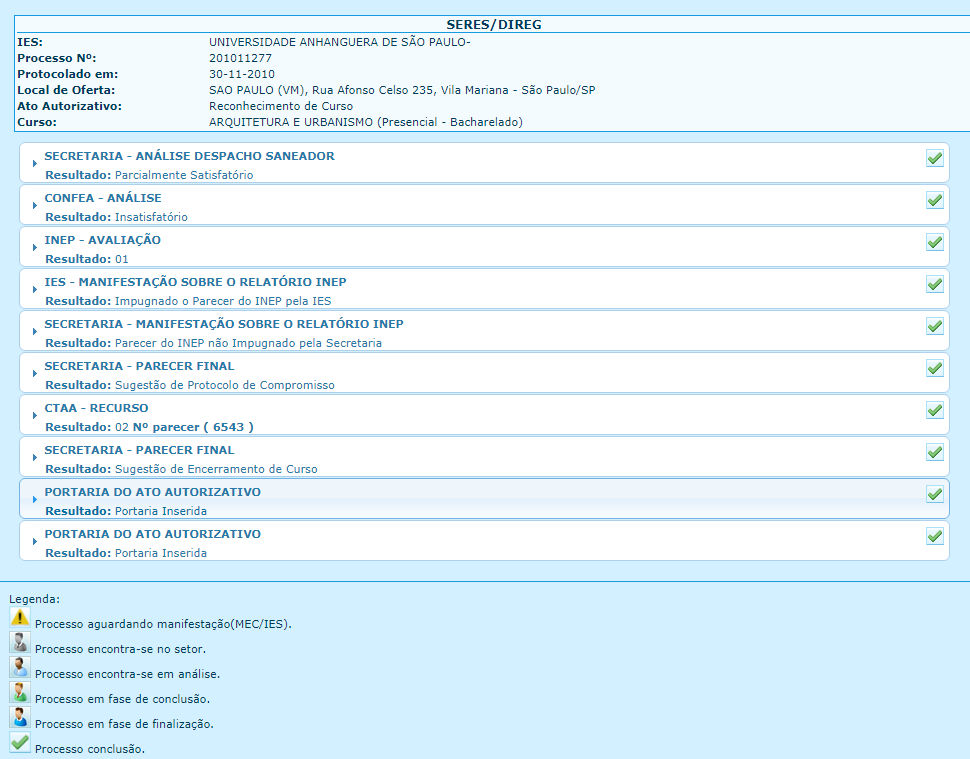 SERES/DIREG
IES: UNIVERSIDADE ANHANGUERA DE SÃO PAULO-
Processo Nº: 201011277
Protocolado em: 30-11-2010
Local de Oferta: SAO PAULO (VM), Rua Afonso Celso 235, Vila Mariana - São Paulo/SP
Ato Autorizativo: Reconhecimento de Curso
Curso: ARQUITETURA E URBANISMO (Presencial - Bacharelado)
SECRETARIA - ANÁLISE DESPACHO SANEADOR
Resultado: Parcialmente Satisfatório
CONFEA - ANÁLISE
Resultado: Insatisfatório
INEP - AVALIAÇÃO
Resultado: 01
IES - MANIFESTAÇÃO SOBRE O RELATÓRIO INEP
Resultado: Impugnado o Parecer do INEP pela IES
SECRETARIA - MANIFESTAÇÃO SOBRE O RELATÓRIO INEP
Resultado: Parecer do INEP não Impugnado pela Secretaria
SECRETARIA - PARECER FINAL
Resultado: Sugestão de Protocolo de Compromisso
CTAA - RECURSO
Resultado: 02 Nº parecer ( 6543 )
SECRETARIA - PARECER FINAL
Resultado: Sugestão de Encerramento de Curso
PORTARIA DO ATO AUTORIZATIVO
Resultado: Portaria Inserida
PORTARIA DO ATO AUTORIZATIVO
Resultado: Portaria Inserida
Legenda:
Processo aguardando manifestação(MEC/IES).
Processo encontra-se no setor.
Processo encontra-se em análise.
Processo em fase de conclusão.
Processo em fase de finalização.
Processo conclusão.